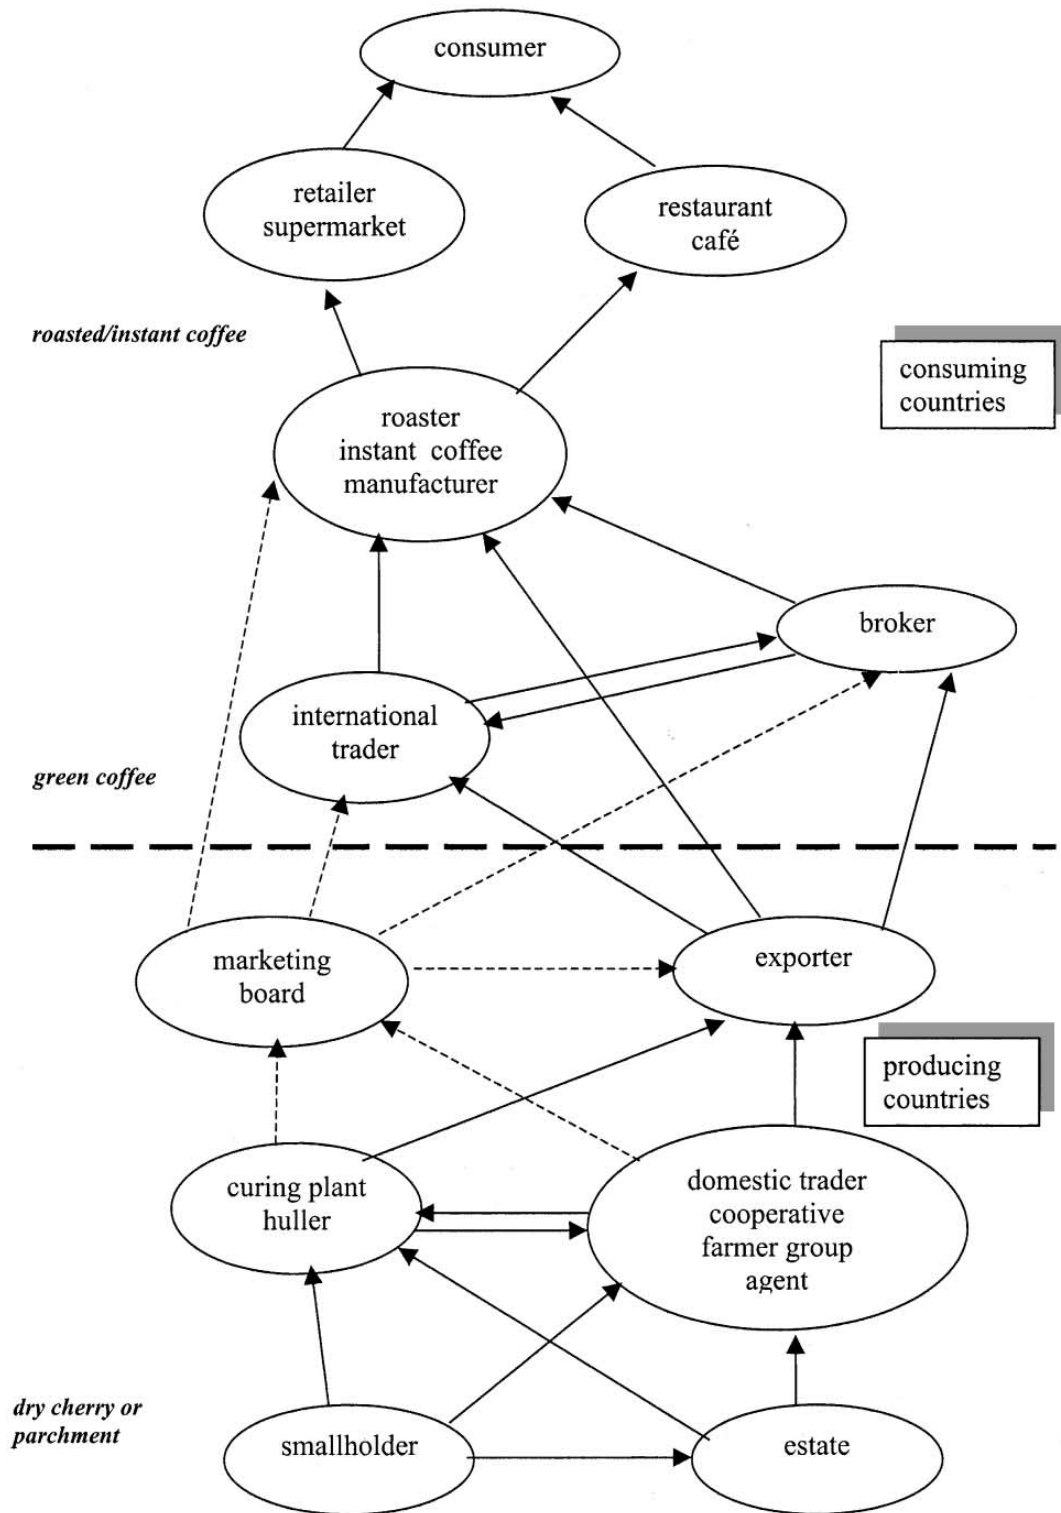 consumer
retailer
supermarket
restaurant
café
roasted/instant coffee
consuming
countries
roaster
instant coffee
manufacturer
broker
international
trader
green coffee
marketing
board
exporter
producing
countries
curing plant
huller
domestic trader
cooperative
farmer group
agent
dry cherry or
parchment
smallholder
estate